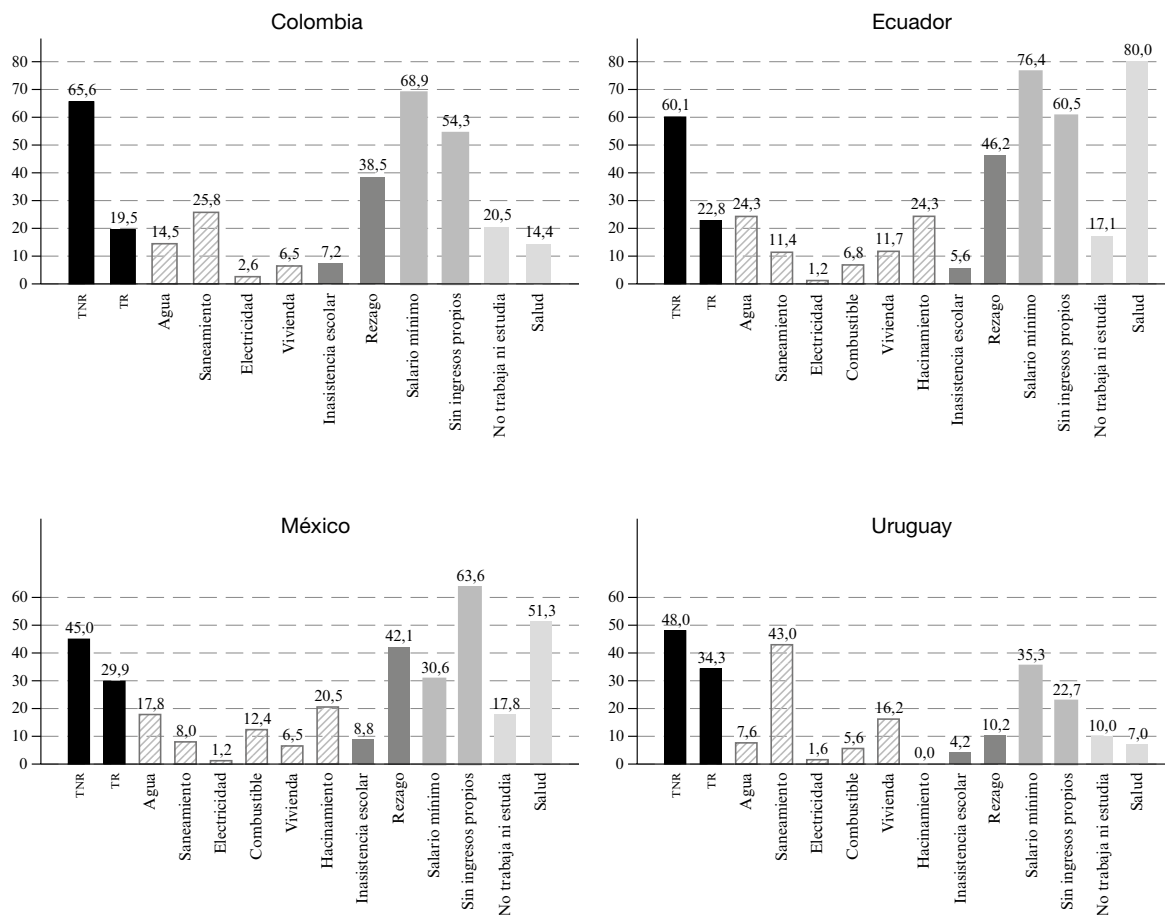 Colombia
80
70
60
50
40
30
20
10
0
65,6
19,5
14,5
25,8
2,6
6,5
7,2
38,5
68,9
54,3
20,5
14,4
TNR
TR
Agua
Saneamiento
Electricidad
Vivienda
Inasistencia escolar
Rezago
Salario mínimo
Sin ingresos propios
No trabaja ni estudia
Salud
Ecuador
80
70
60
50
40
30
20
10
0
60,1
22,8
24,3
11,4
1,2
6,8
11,7
24,3
5,6
46,2
76,4
60,5
17,1
80,0
TNR
TR
Agua
Saneamiento
Electricidad
Combustible
Vivienda
Hacinamiento
Inasistencia escolar
Rezago
Salario mínimo
Sin ingresos propios
No trabaja ni estudia
Salud
México
60
50
40
30
20
10
0
45,0
29,9
17,8
8,0
1,2
12,4
6,5
20,5
8,8
42,1
30,6
63,6
17,8
51,3
TNR
TR
Agua
Saneamiento
Electricidad
Combustible
Vivienda
Hacinamiento
Inasistencia escolar
Rezago
Salario mínimo
Sin ingresos propios
No trabaja ni estudia
Salud
Uruguay
60
50
40
30
20
10
0
48,0
34,3
7,6
43,0
1,6
5,6
16,2
0,0
4,2
10,2
35,3
22,7
10,0
7,0
TNR
TR
Agua
Saneamiento
Electricidad
Combustible
Vivienda
Hacinamiento
Inasistencia escolar
Rezago
Salario mínimo
Sin ingresos propios
No trabaja ni estudia
Salud